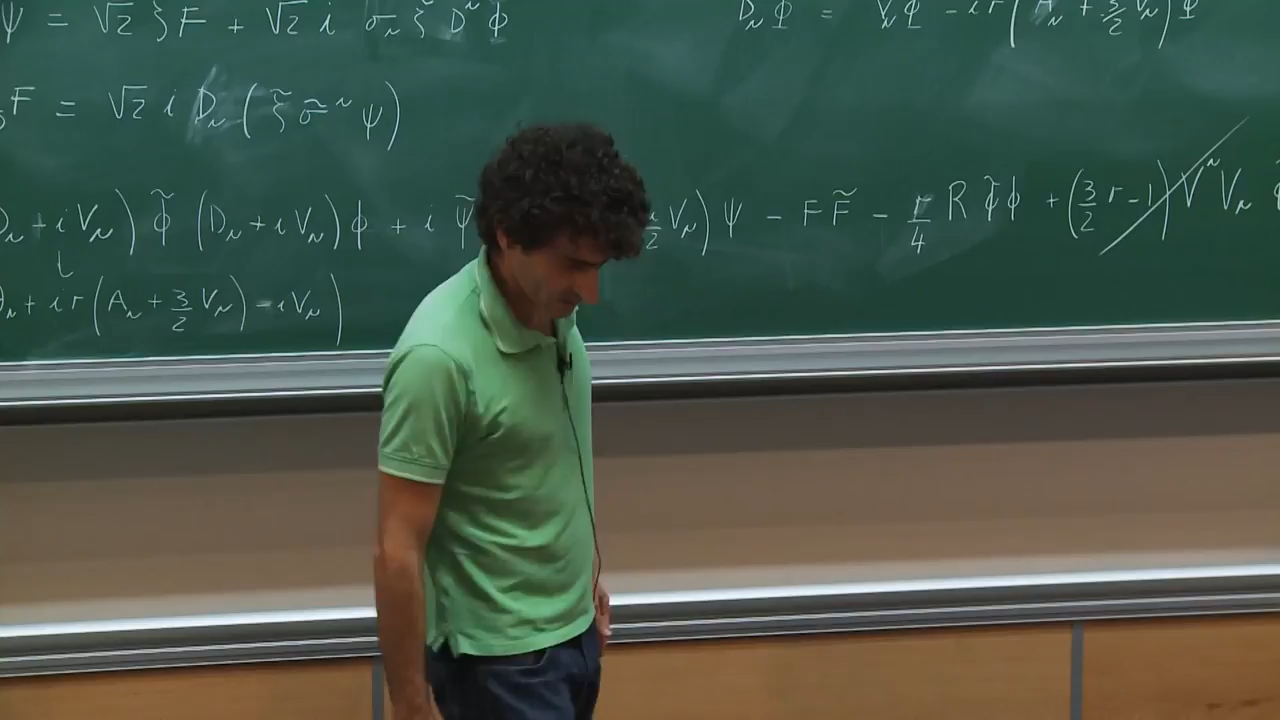 ψ = √2 ξ F + √2 i σ_μ ξ̃ D^μ φ
D_μ Φ = ∇_μ Φ - i r (A_μ + 3/2 V_μ) Φ
F = √2 i D_μ (ξ̃ σ̃^μ ψ)
D_μ + i V_μ) φ̃ (D_μ + i V_μ) φ + i ψ̃ V_μ) ψ - F F̃ - r/4 R φ̃ φ + (3/2 r - 1) V^μ V_μ
+ i r (A_μ + 3/2 V_μ) - i V_μ)